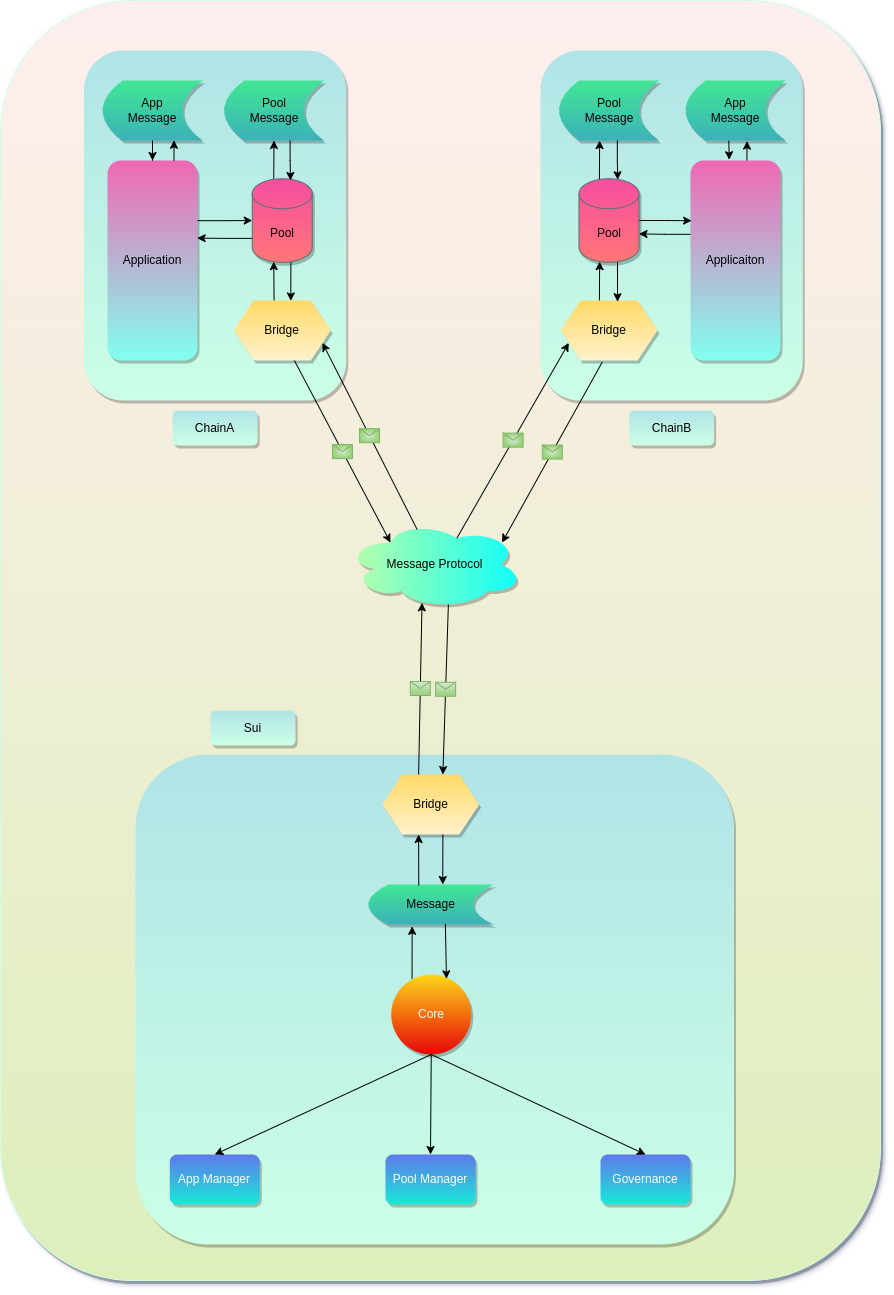 App
Message
Pool
Message
Application
Pool
Bridge
ChainA
Pool
Message
App
Message
Pool
Applicaiton
Bridge
ChainB
Message Protocol
Sui
Bridge
Message
Core
App Manager
Pool Manager
Governance